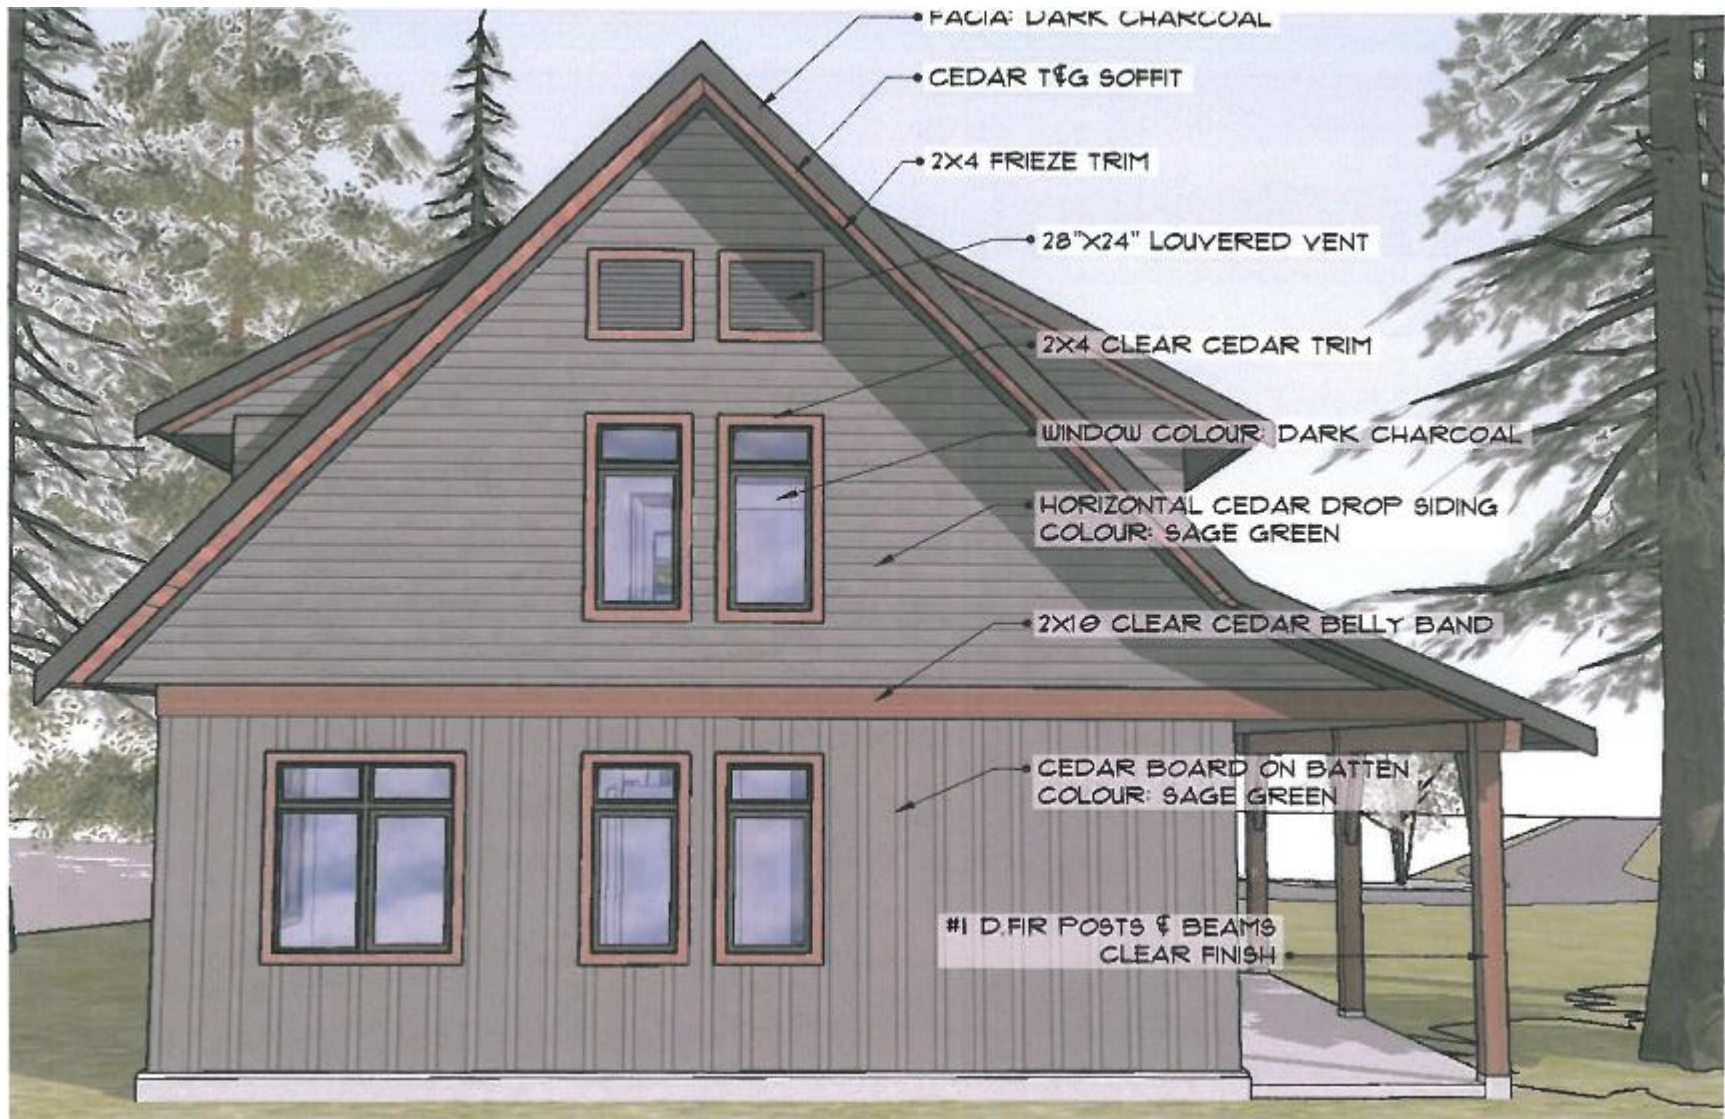 FACIA: DARK CHARCOAL
CEDAR T&G SOFFIT
2X4 FRIEZE TRIM
28"X24" LOUVERED VENT
2X4 CLEAR CEDAR TRIM
WINDOW COLOUR: DARK CHARCOAL
HORIZONTAL CEDAR DROP SIDING
COLOUR: SAGE GREEN
2X10 CLEAR CEDAR BELLY BAND
CEDAR BOARD ON BATTEN
COLOUR: SAGE GREEN
#1 D.FIR POSTS & BEAMS
CLEAR FINISH